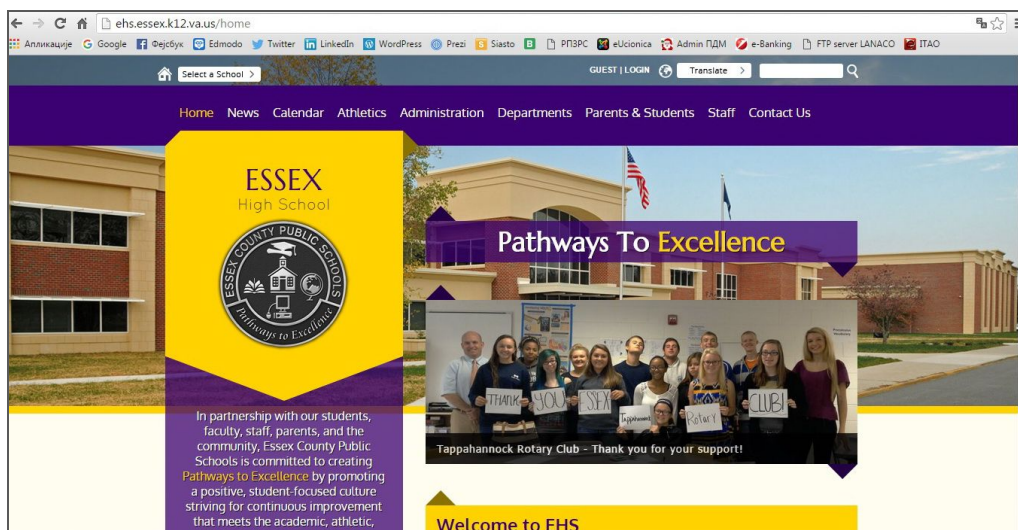 ehs.essex.k12.va.us/home
Апликације Google Фејсбук Edmodo Twitter LinkedIn WordPress Prezi Siasto РПЗРС eUcionica Admin ПДМ e-Banking FTP server LANACO ITAO
Select a School > GUEST | LOGIN Translate >
Home News Calendar Athletics Administration Departments Parents & Students Staff Contact Us
ESSEX
High School
ESSEX COUNTY PUBLIC SCHOOLS
Pathways to Excellence
Pathways To Excellence
THANK YOU ESSEX Tappahannock Rotary CLUB!
Tappahannock Rotary Club - Thank you for your support!
In partnership with our students,
faculty, staff, parents, and the
community, Essex County Public
Schools is committed to creating
Pathways to Excellence by promoting
a positive, student-focused culture
striving for continuous improvement
that meets the academic, athletic,
Welcome to EHS